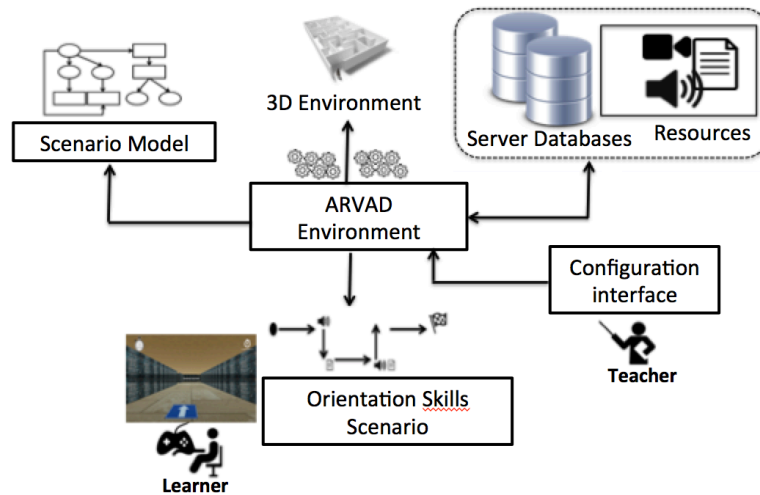 3D Environment
Server Databases
Resources
Scenario Model
ARVAD
Environment
Configuration
interface
Teacher
Orientation Skills
Scenario
Learner